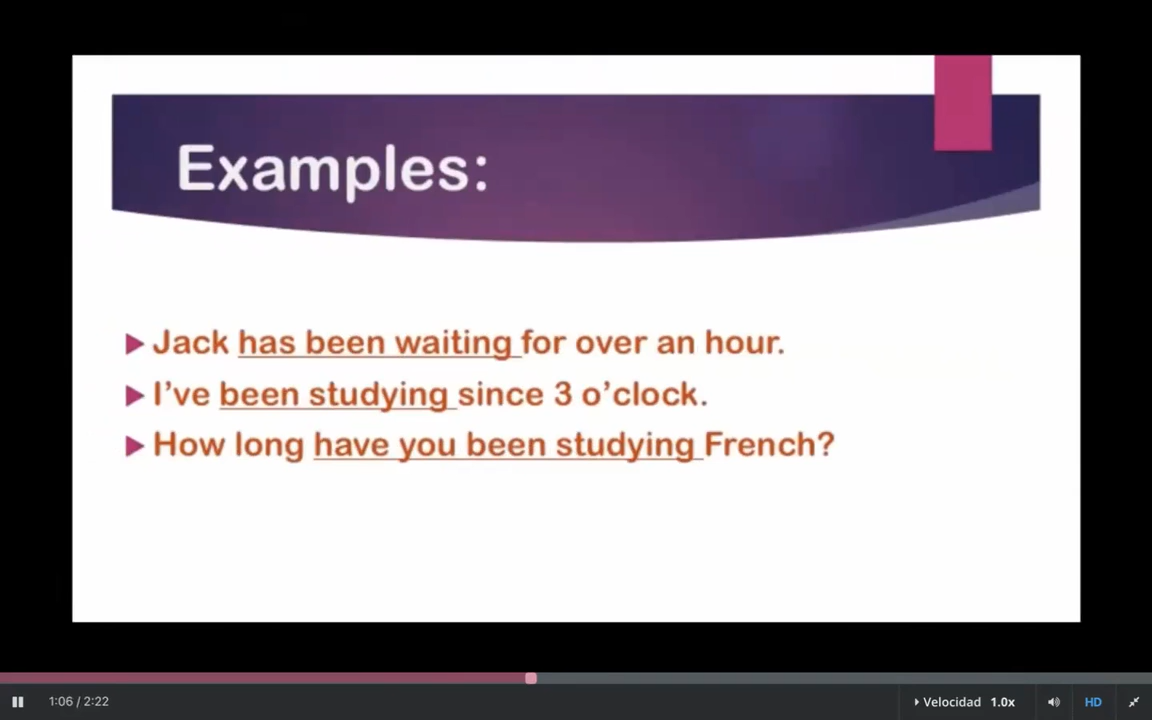 Examples:
Jack has been waiting for over an hour.
I've been studying since 3 o'clock.
How long have you been studying French?
1:06 / 2:22
Velocidad 1.0x
HD